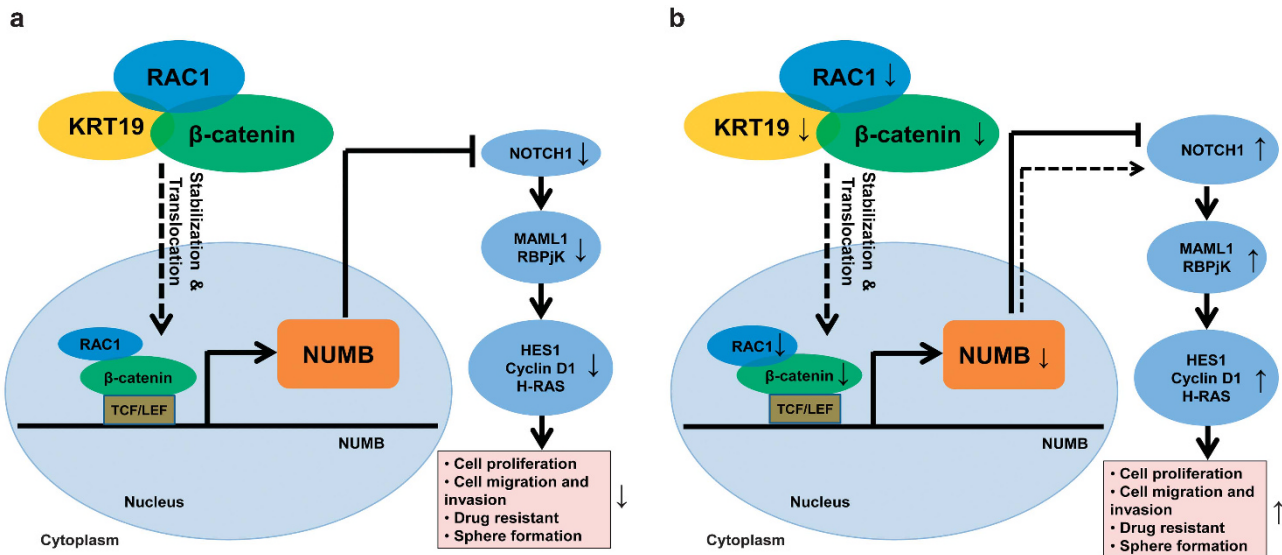 a
RAC1
KRT19
β-catenin
Stabilization &
Translocation
NOTCH1 ↓
MAML1
RBPjK ↓
HES1
Cyclin D1
H-RAS ↓
RAC1
β-catenin
TCF/LEF
NUMB
NUMB
Nucleus
Cytoplasm
• Cell proliferation
• Cell migration and
invasion
• Drug resistant
• Sphere formation
↓
b
RAC1 ↓
KRT19 ↓
β-catenin ↓
Stabilization &
Translocation
NOTCH1 ↑
MAML1
RBPjK ↑
HES1
Cyclin D1
H-RAS ↑
RAC1 ↓
β-catenin ↓
TCF/LEF
NUMB ↓
NUMB
Nucleus
Cytoplasm
• Cell proliferation
• Cell migration and
invasion
• Drug resistant
• Sphere formation
↑